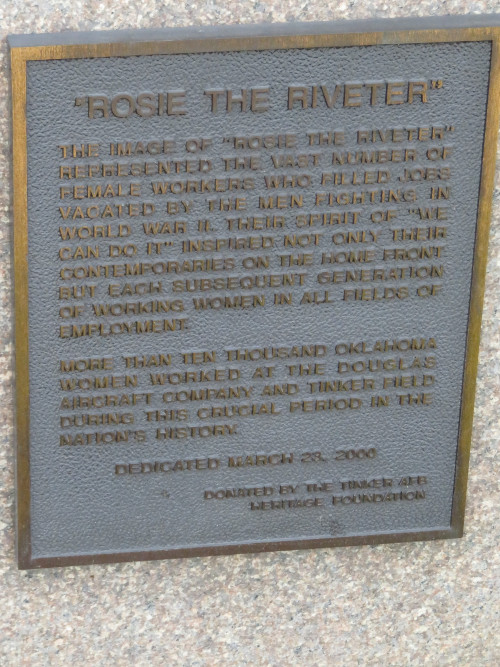 "ROSIE THE RIVETER"
THE IMAGE OF "ROSIE THE RIVETER"
REPRESENTED THE VAST NUMBER OF
FEMALE WORKERS WHO FILLED JOBS
VACATED BY THE MEN FIGHTING IN
WORLD WAR II. THEIR SPIRIT OF "WE
CAN DO IT" INSPIRED NOT ONLY THEIR
CONTEMPORARIES ON THE HOME FRONT
BUT EACH SUBSEQUENT GENERATION
OF WORKING WOMEN IN ALL FIELDS OF
EMPLOYMENT.
MORE THAN TEN THOUSAND OKLAHOMA
WOMEN WORKED AT THE DOUGLAS
AIRCRAFT COMPANY AND TINKER FIELD
DURING THIS CRUCIAL PERIOD IN THE
NATION'S HISTORY.
DEDICATED MARCH 23, 2000
DONATED BY THE TINKER AFB
HERITAGE FOUNDATION